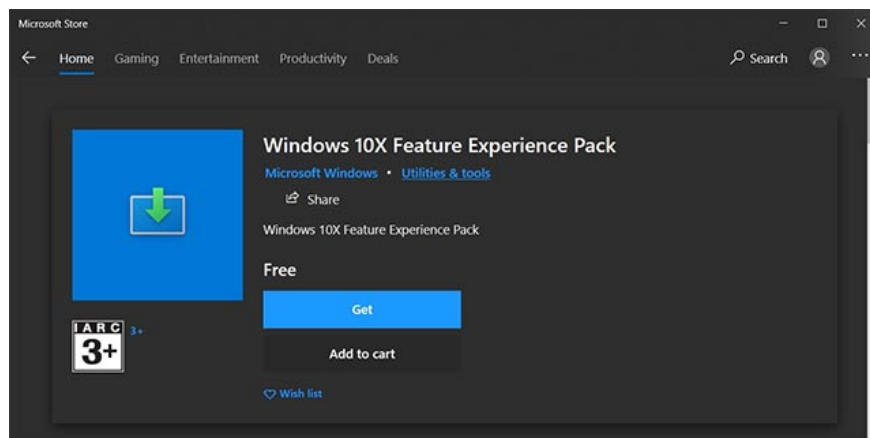 Microsoft Store
Home Gaming Entertainment Productivity Deals Search
Windows 10X Feature Experience Pack
Microsoft Windows • Utilities & tools
Share
Windows 10X Feature Experience Pack
Free
Get
IARC
3+
3+
Add to cart
Wish list